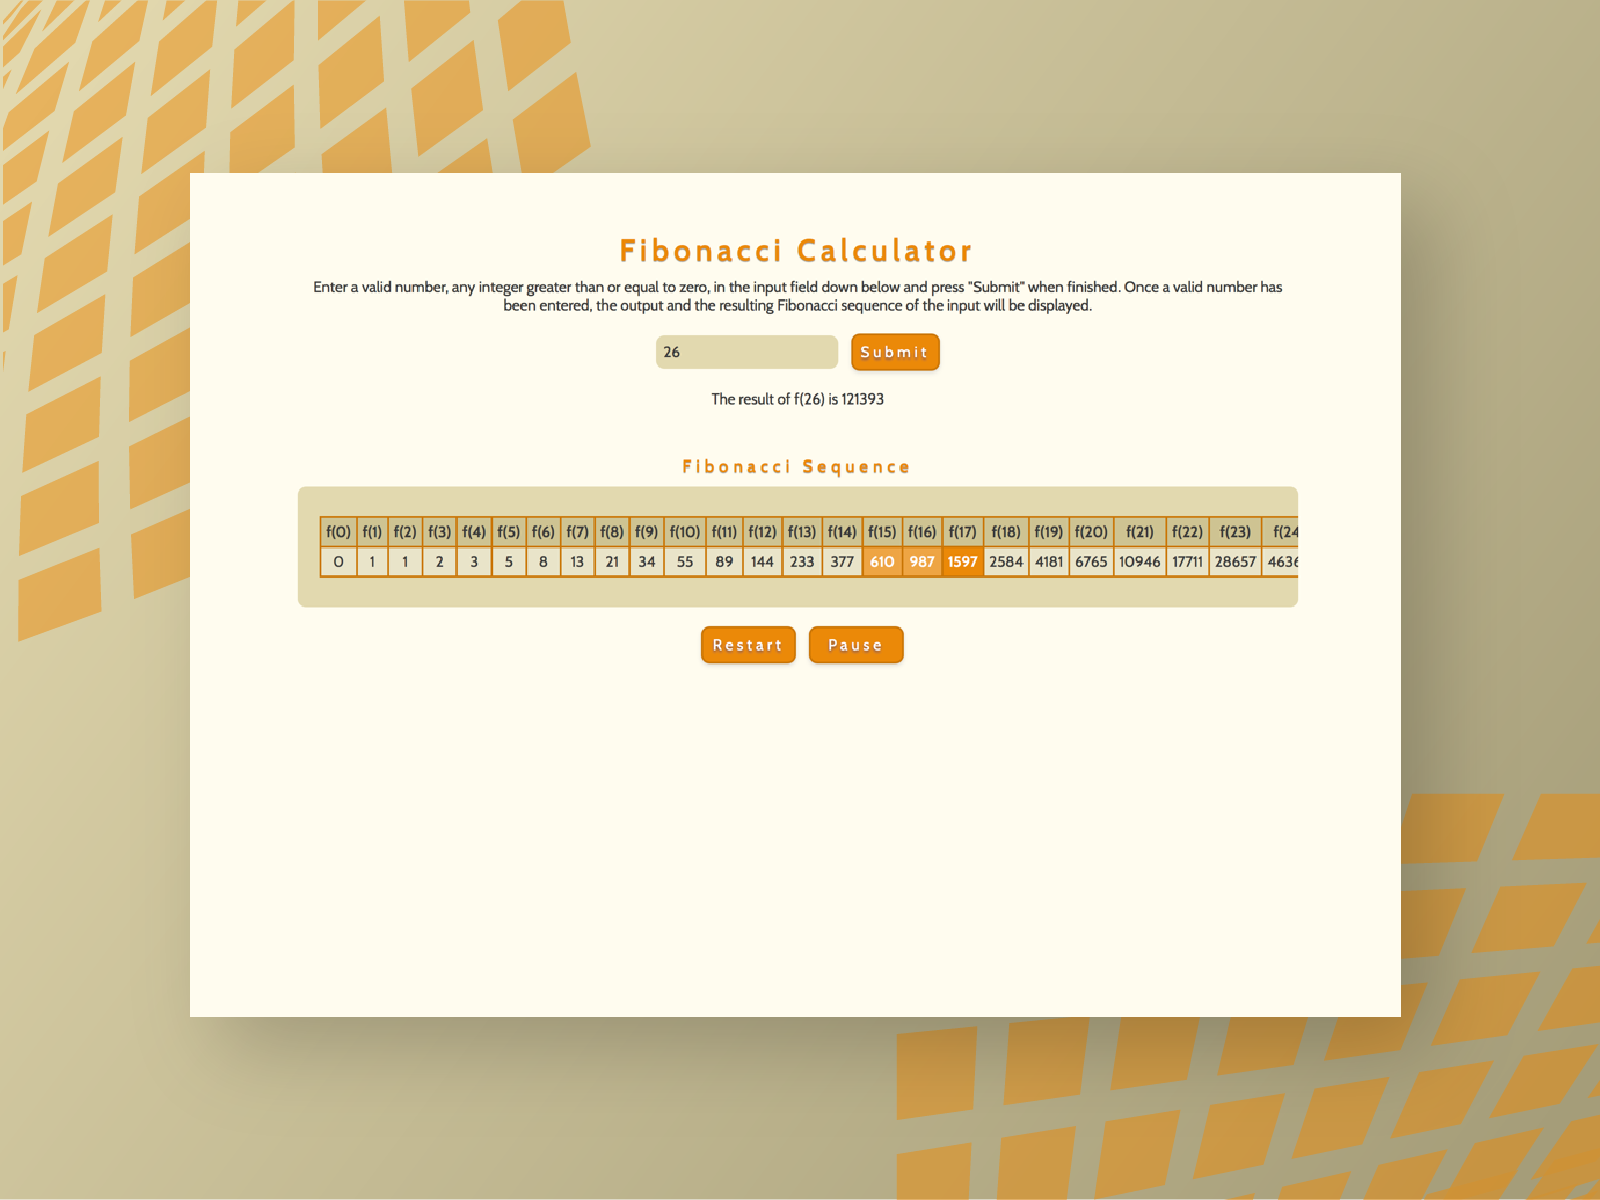 Fibonacci Calculator
Enter a valid number, any integer greater than or equal to zero, in the input field down below and press "Submit" when finished. Once a valid number has
been entered, the output and the resulting Fibonacci sequence of the input will be displayed.
26 Submit
The result of f(26) is 121393
Fibonacci Sequence
f(0) f(1) f(2) f(3) f(4) f(5) f(6) f(7) f(8) f(9) f(10) f(11) f(12) f(13) f(14) f(15) f(16) f(17) f(18) f(19) f(20) f(21) f(22) f(23) f(24
0 1 1 2 3 5 8 13 21 34 55 89 144 233 377 610 987 1597 2584 4181 6765 10946 17711 28657 4636
Restart Pause